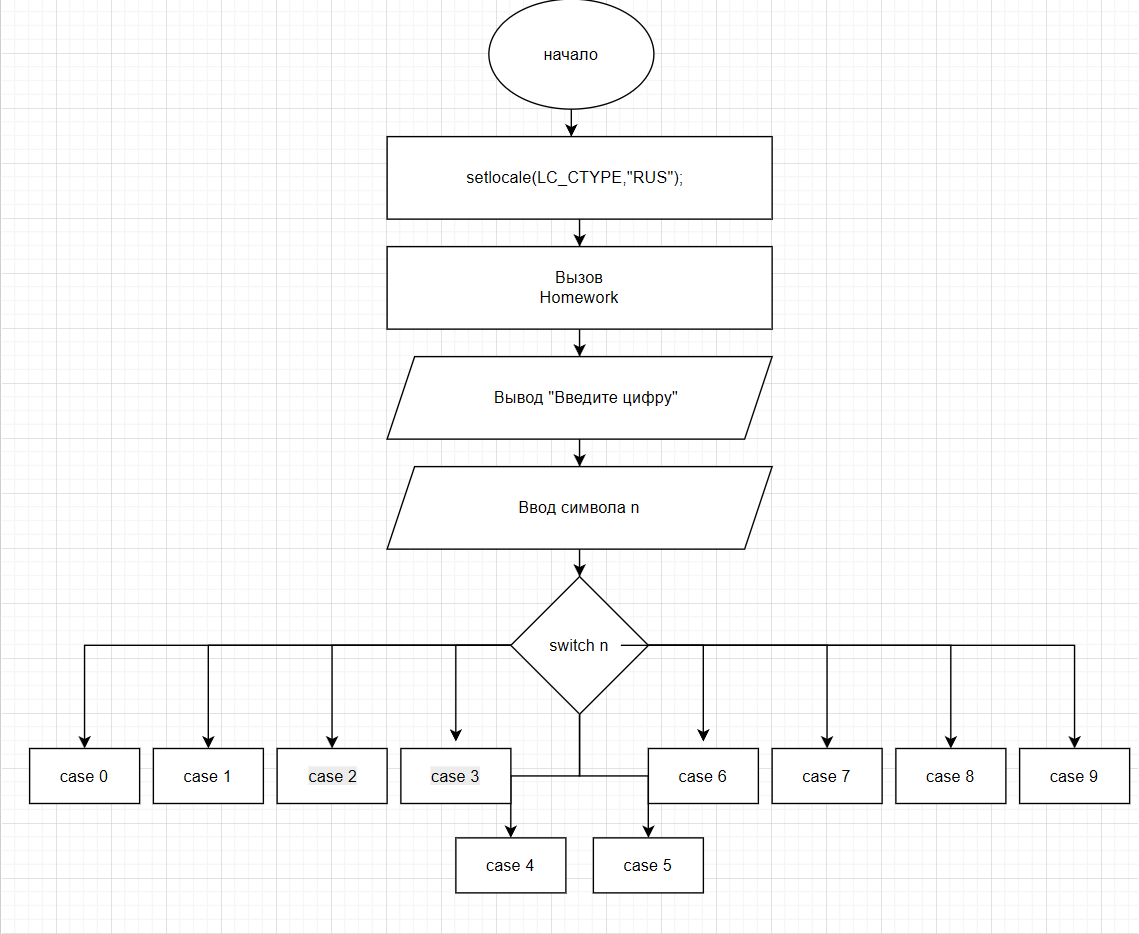 начало
setlocale(LC_CTYPE,"RUS");
Вызов
Homework
Вывод "Введите цифру"
Ввод символа n
switch n
case 0
case 1
case 2
case 3
case 6
case 7
case 8
case 9
case 4
case 5